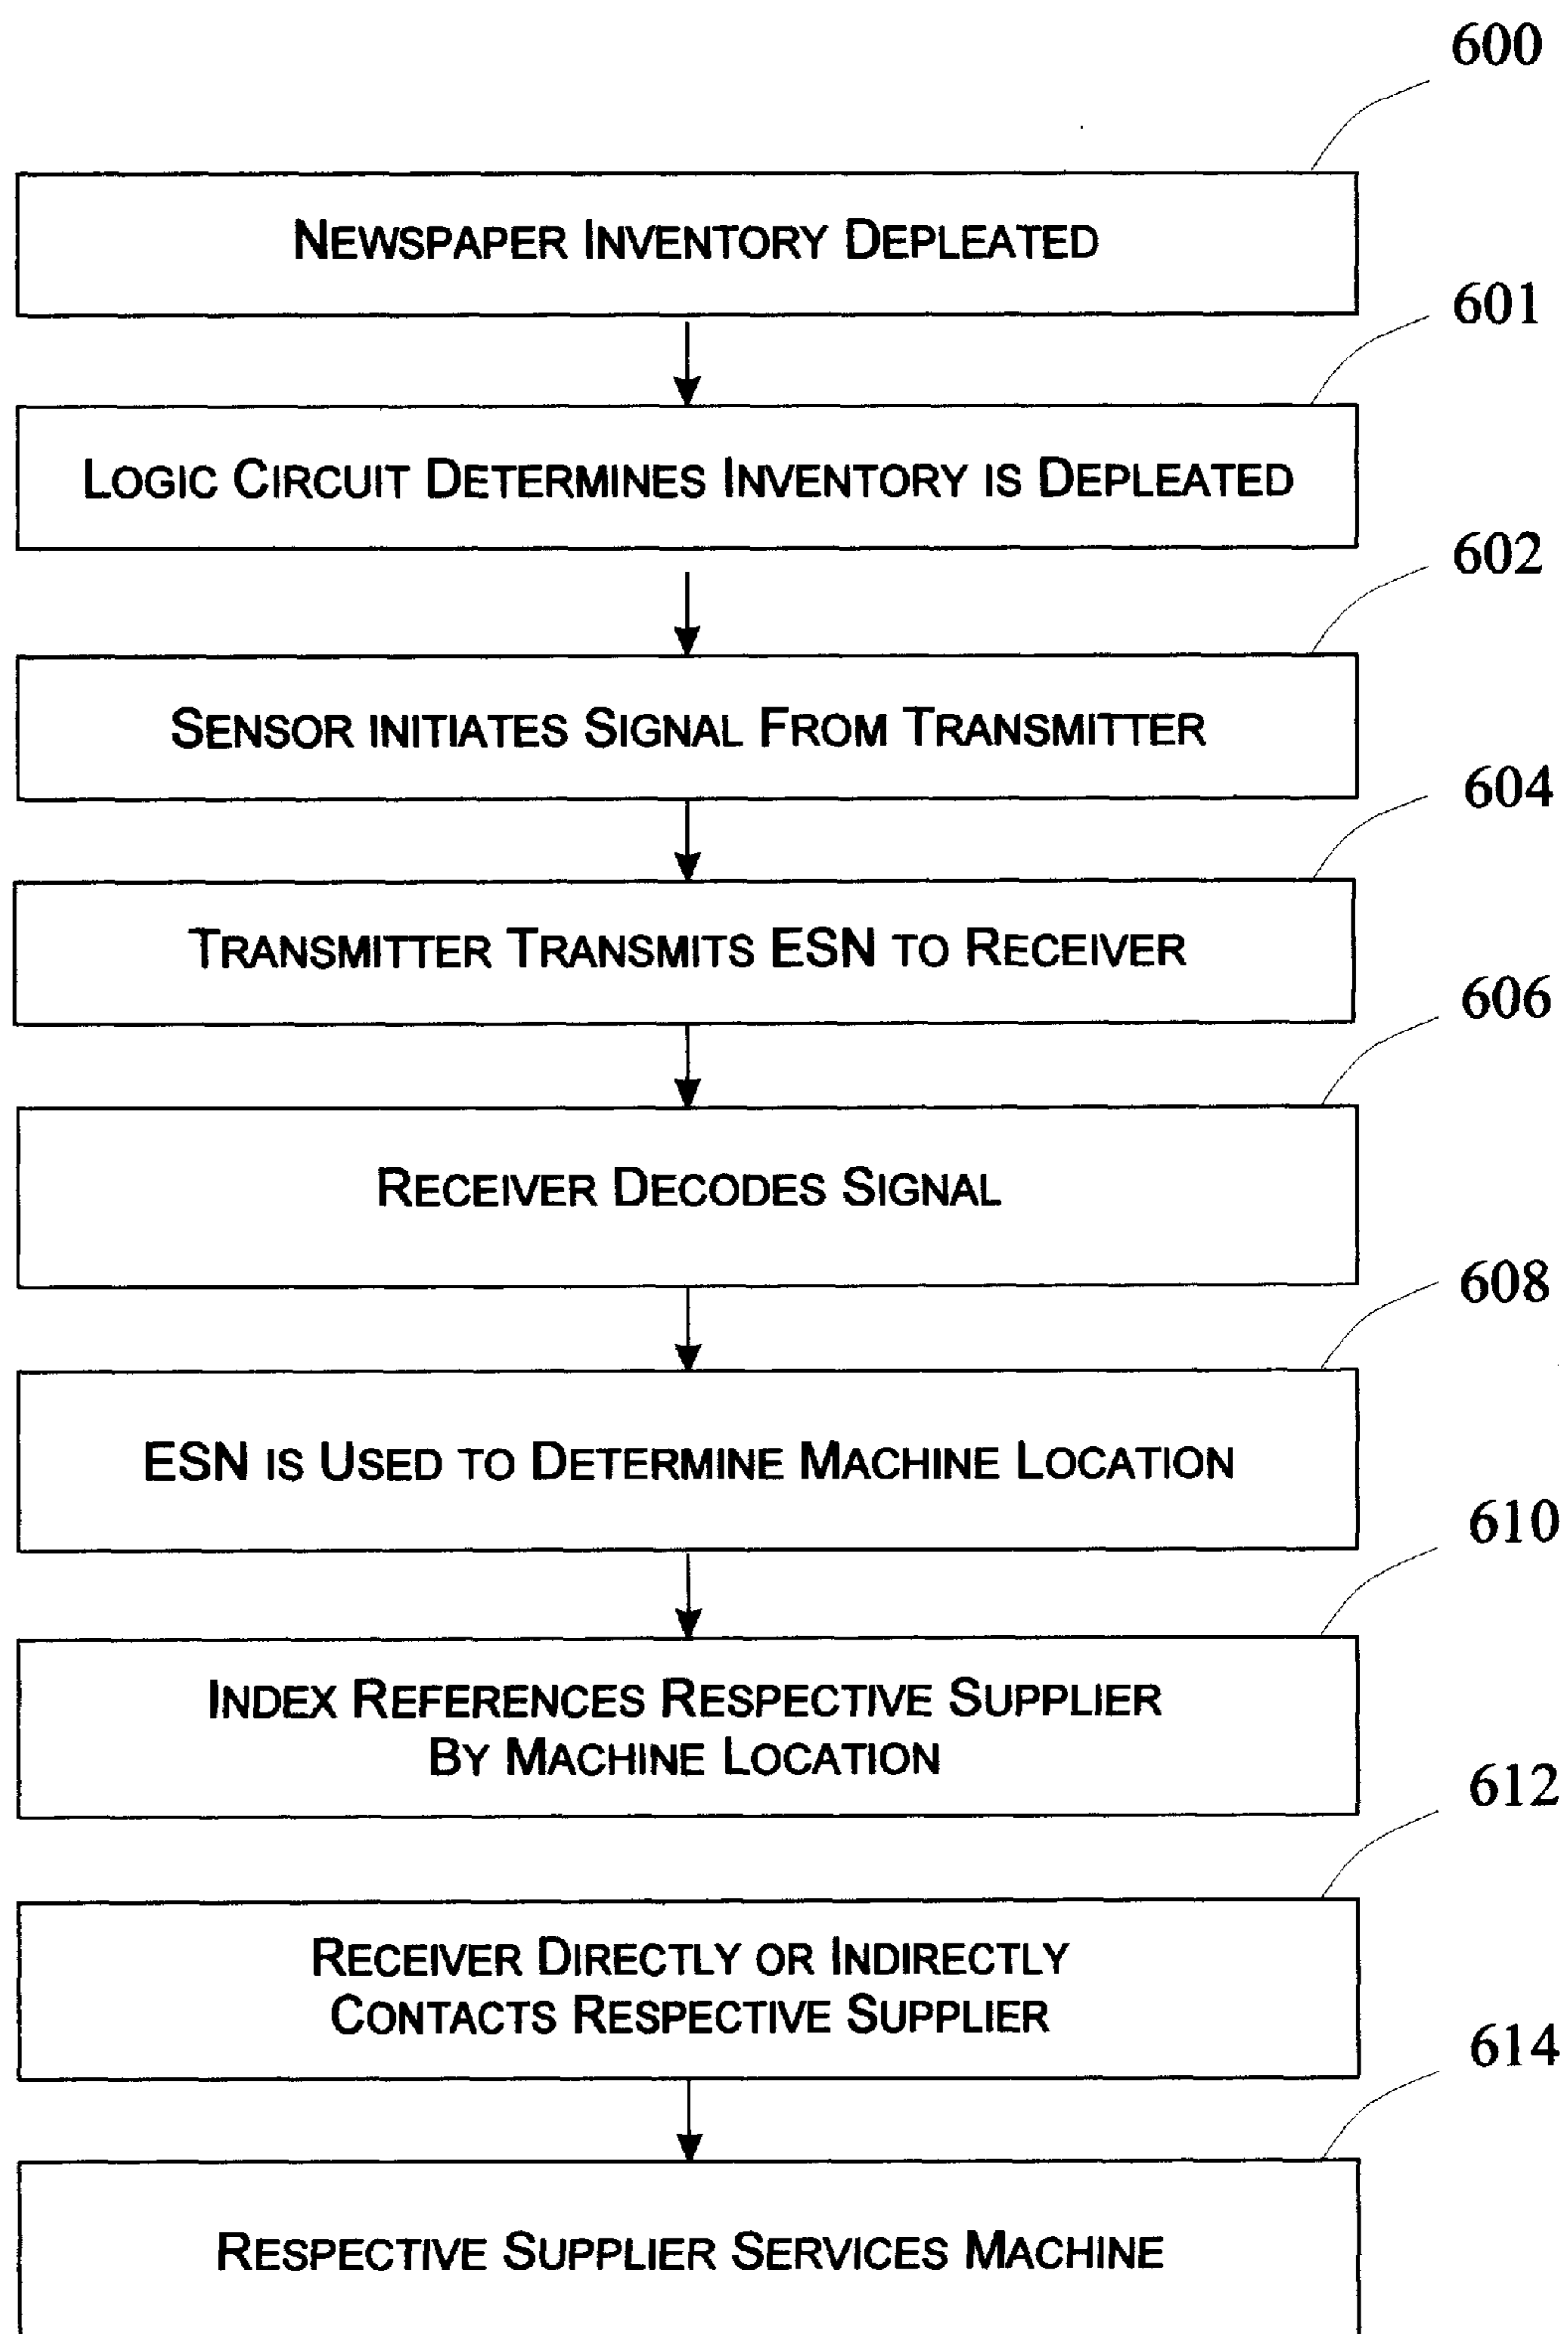 600
NEWSPAPER INVENTORY DEPLEATED
601
LOGIC CIRCUIT DETERMINES INVENTORY IS DEPLEATED
602
SENSOR INITIATES SIGNAL FROM TRANSMITTER
604
TRANSMITTER TRANSMITS ESN TO RECEIVER
606
RECEIVER DECODES SIGNAL
608
ESN IS USED TO DETERMINE MACHINE LOCATION
610
INDEX REFERENCES RESPECTIVE SUPPLIER
BY MACHINE LOCATION
612
RECEIVER DIRECTLY OR INDIRECTLY
CONTACTS RESPECTIVE SUPPLIER
614
RESPECTIVE SUPPLIER SERVICES MACHINE